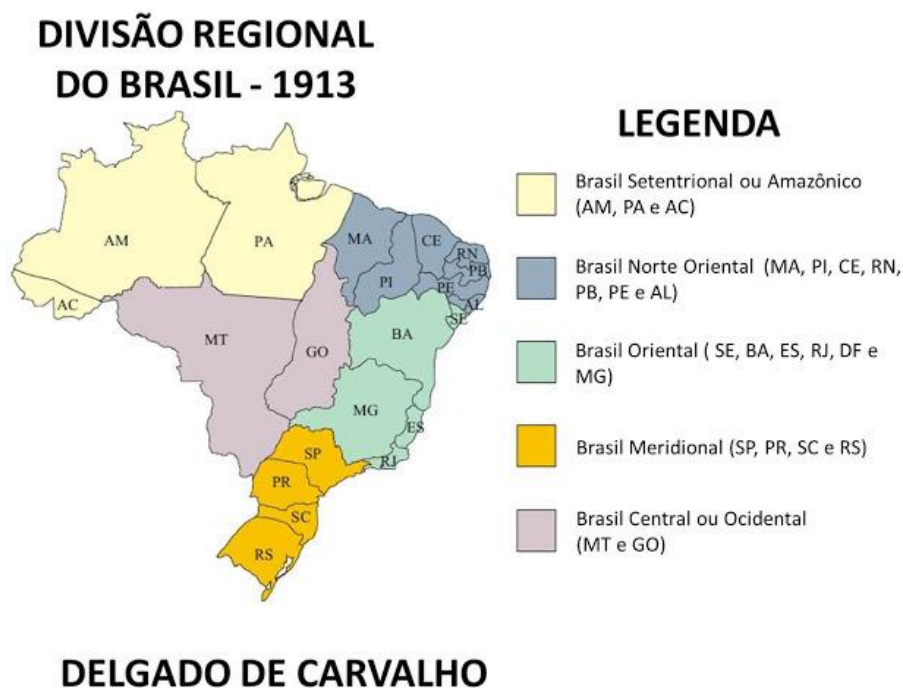 DIVISÃO REGIONAL
DO BRASIL - 1913
LEGENDA
Brasil Setentrional ou Amazônico
(AM, PA e AC)
Brasil Norte Oriental (MA, PI, CE, RN,
PB, PE e AL)
Brasil Oriental ( SE, BA, ES, RJ, DF e
MG)
Brasil Meridional (SP, PR, SC e RS)
Brasil Central ou Ocidental
(MT e GO)
AM
PA
MA
CE
RN
PB
PI
PE
AL
SE
AC
BA
MT
GO
MG
ES
SP
RJ
PR
SC
RS
DELGADO DE CARVALHO